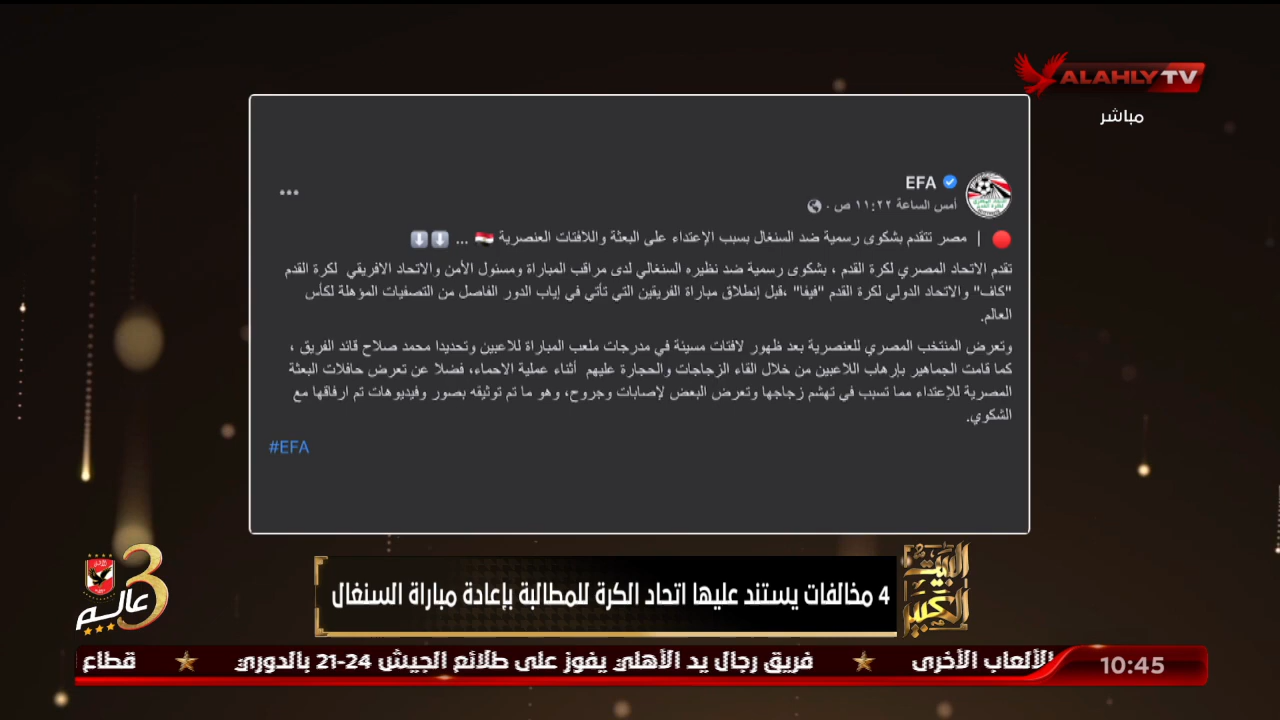 ALAHLY TV
مباشر
EFA
أمس الساعة ١١:٢٢ ص ·
| مصر تتقدم بشكوى رسمية ضد السنغال بسبب الإعتداء على البعثة واللافتات العنصرية 🇪🇬 ... ⬇️⬇️
تقدم الاتحاد المصري لكرة القدم ، بشكوى رسمية ضد نظيره السنغالي لدى مراقب المباراة ومسئول الأمن والاتحاد الافريقي لكرة القدم
"كاف" والاتحاد الدولي لكرة القدم "فيفا" ،قبل إنطلاق مباراة الفريقين التي تأتي في إياب الدور الفاصل من التصفيات المؤهلة لكأس
العالم.
وتعرض المنتخب المصري للعنصرية بعد ظهور لافتات مسيئة في مدرجات ملعب المباراة للاعبين وتحديدا محمد صلاح قائد الفريق ،
كما قامت الجماهير بإرهاب اللاعبين من خلال القاء الزجاجات والحجارة عليهم أثناء عملية الاحماء، فضلا عن تعرض حافلات البعثة
المصرية للإعتداء مما تسبب في تهشم زجاجها وتعرض البعض لإصابات وجروح، وهو ما تم توثيقه بصور وفيديوهات تم ارفاقها مع
الشكوي.
#EFA
البيت الكبير
4 مخالفات يستند عليها اتحاد الكرة للمطالبة بإعادة مباراة السنغال
3 عالم
10:45
الألعاب الأخرى ★ فريق رجال يد الأهلي يفوز على طلائع الجيش 24-21 بالدوري ★ قطاع